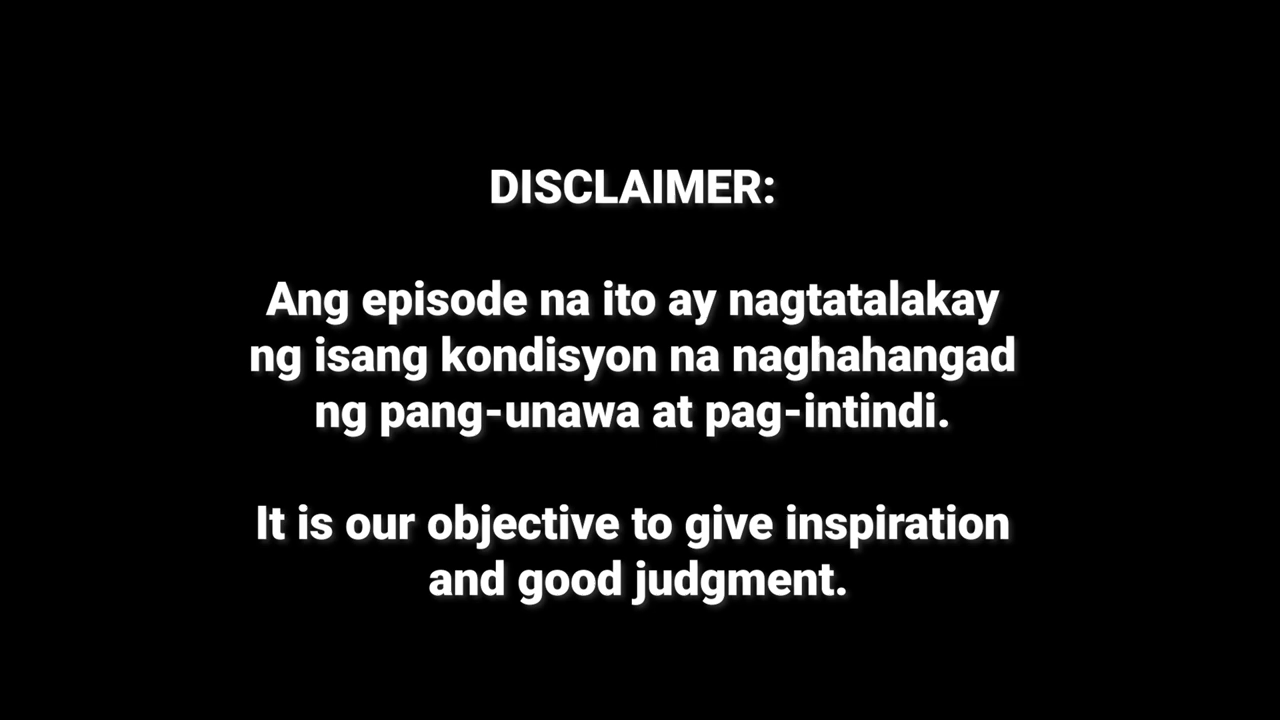 DISCLAIMER:
Ang episode na ito ay nagtatalakay
ng isang kondisyon na naghahangad
ng pang-unawa at pag-intindi.
It is our objective to give inspiration
and good judgment.